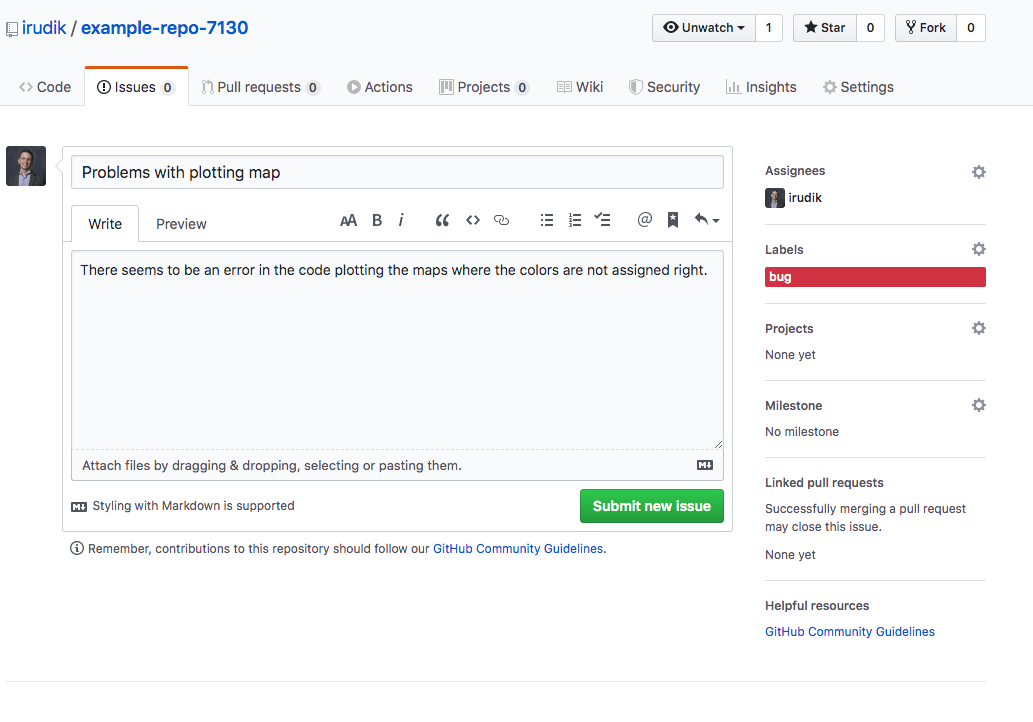 irudik / example-repo-7130
Unwatch 1 Star 0 Fork 0
Code Issues 0 Pull requests 0 Actions Projects 0 Wiki Security Insights Settings
Problems with plotting map
Write Preview AA B i “ <> @
There seems to be an error in the code plotting the maps where the colors are not assigned right.
Attach files by dragging & dropping, selecting or pasting them.
Styling with Markdown is supported
Submit new issue
Remember, contributions to this repository should follow our GitHub Community Guidelines.
Assignees
irudik
Labels
bug
Projects
None yet
Milestone
No milestone
Linked pull requests
Successfully merging a pull request
may close this issue.
None yet
Helpful resources
GitHub Community Guidelines